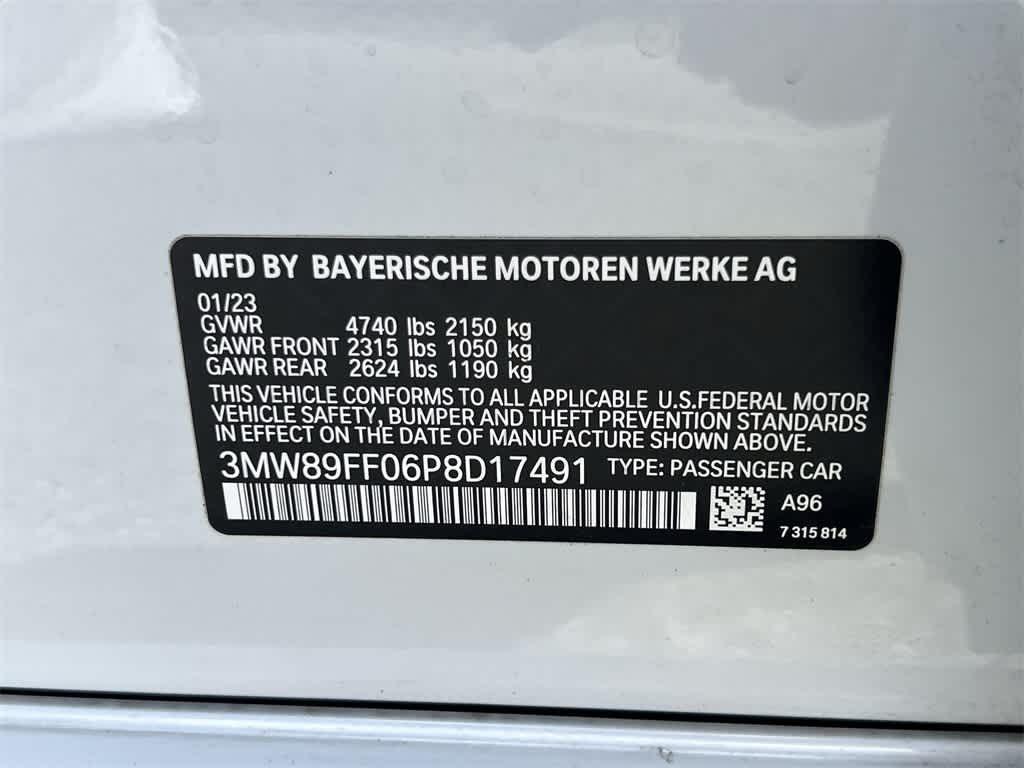 MFD BY BAYERISCHE MOTOREN WERKE AG
01/23
GVWR 4740 lbs 2150 kg
GAWR FRONT 2315 lbs 1050 kg
GAWR REAR 2624 lbs 1190 kg
THIS VEHICLE CONFORMS TO ALL APPLICABLE U.S.FEDERAL MOTOR
VEHICLE SAFETY, BUMPER AND THEFT PREVENTION STANDARDS
IN EFFECT ON THE DATE OF MANUFACTURE SHOWN ABOVE.
3MW89FF06P8D17491 TYPE: PASSENGER CAR
A96
7 315 814